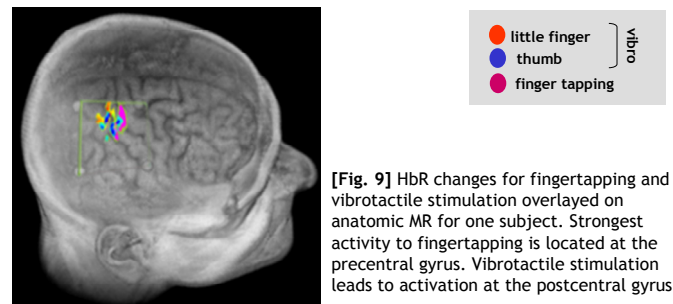 little finger
thumb
vibro
finger tapping
[Fig. 9] HbR changes for fingertapping and
vibrotactile stimulation overlayed on
anatomic MR for one subject. Strongest
activity to fingertapping is located at the
precentral gyrus. Vibrotactile stimulation
leads to activation at the postcentral gyrus